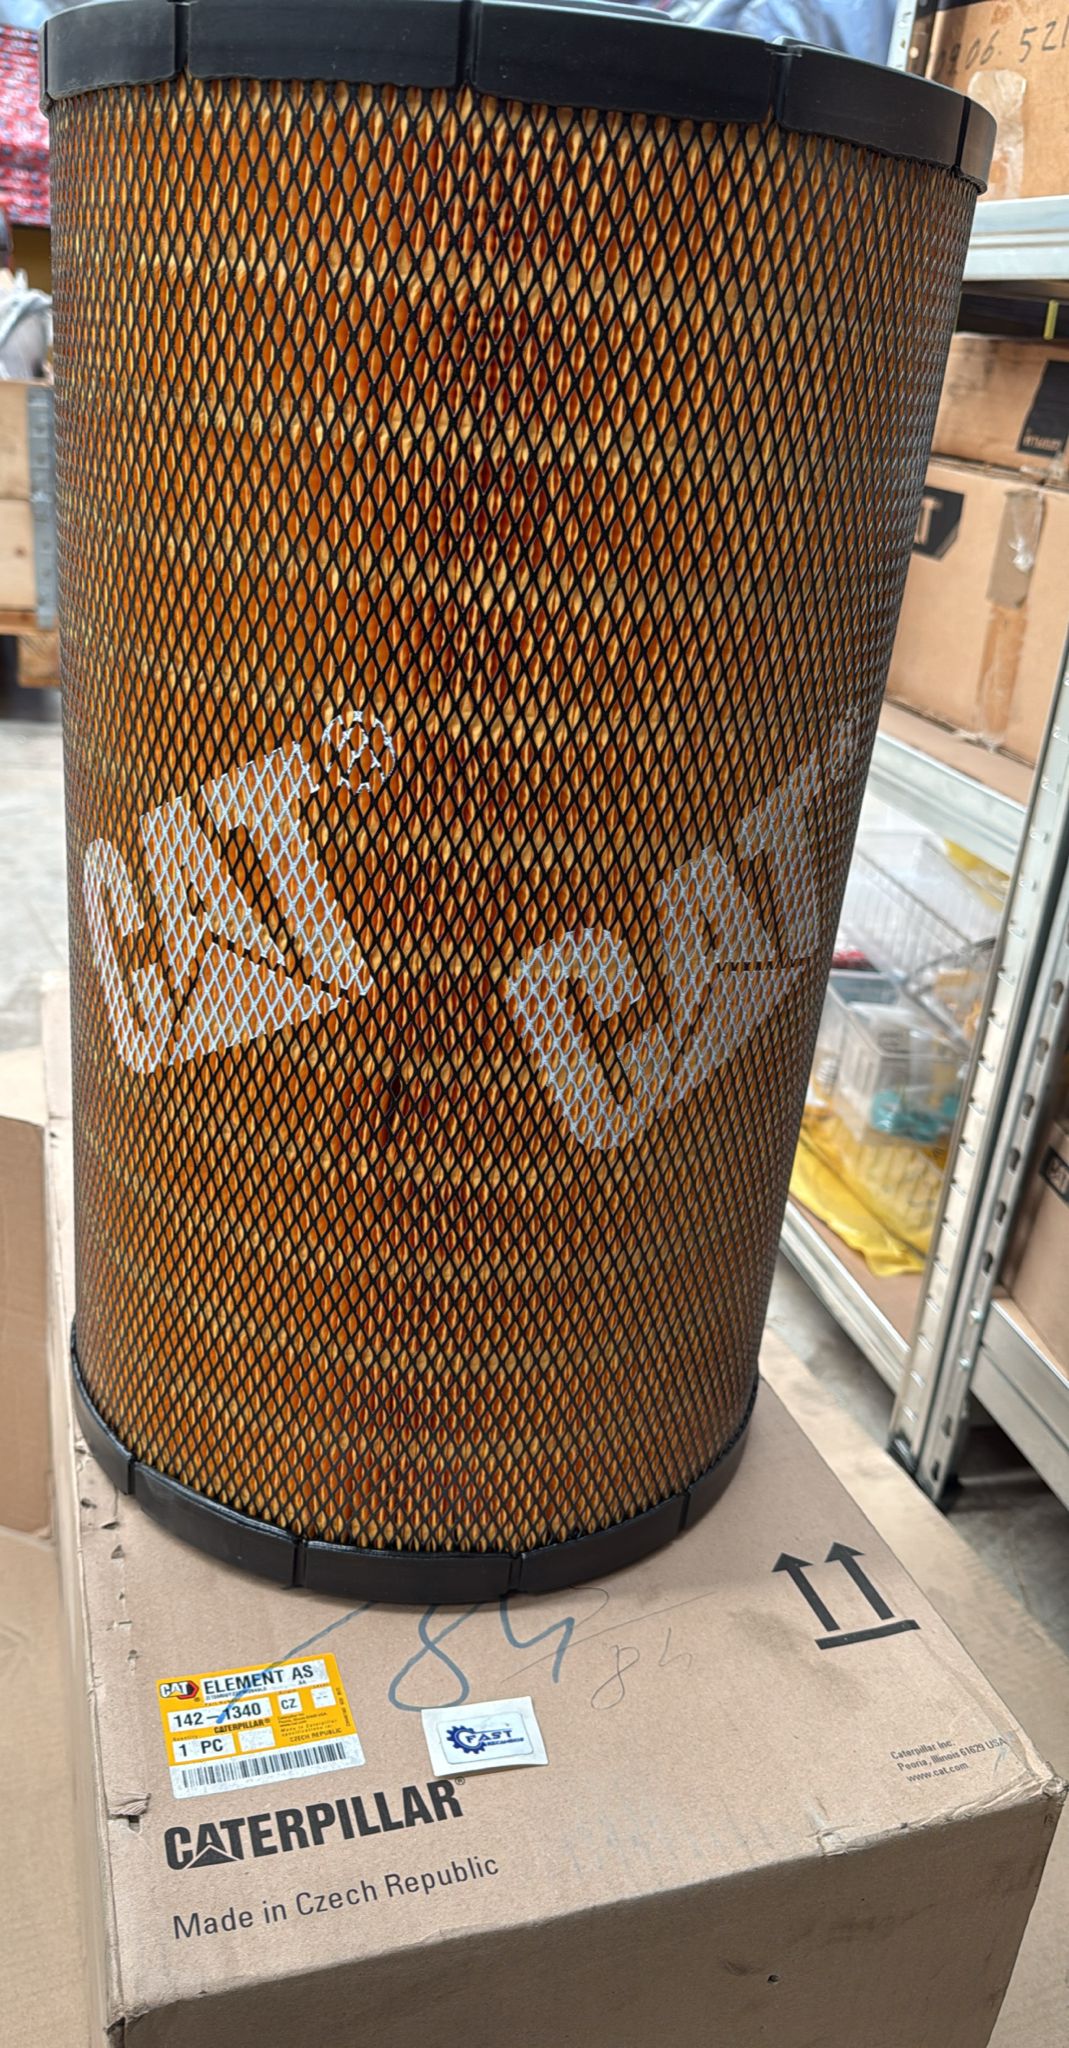 CAT®
CAT®
84
84
CAT ® ELEMENT AS
142-1340 CZ
CATERPILLAR®
1 PC
CZECH REPUBLIC
FAST
Caterpillar Inc.
Peoria, Illinois 61629 USA
www.cat.com
CATERPILLAR®
Made in Czech Republic